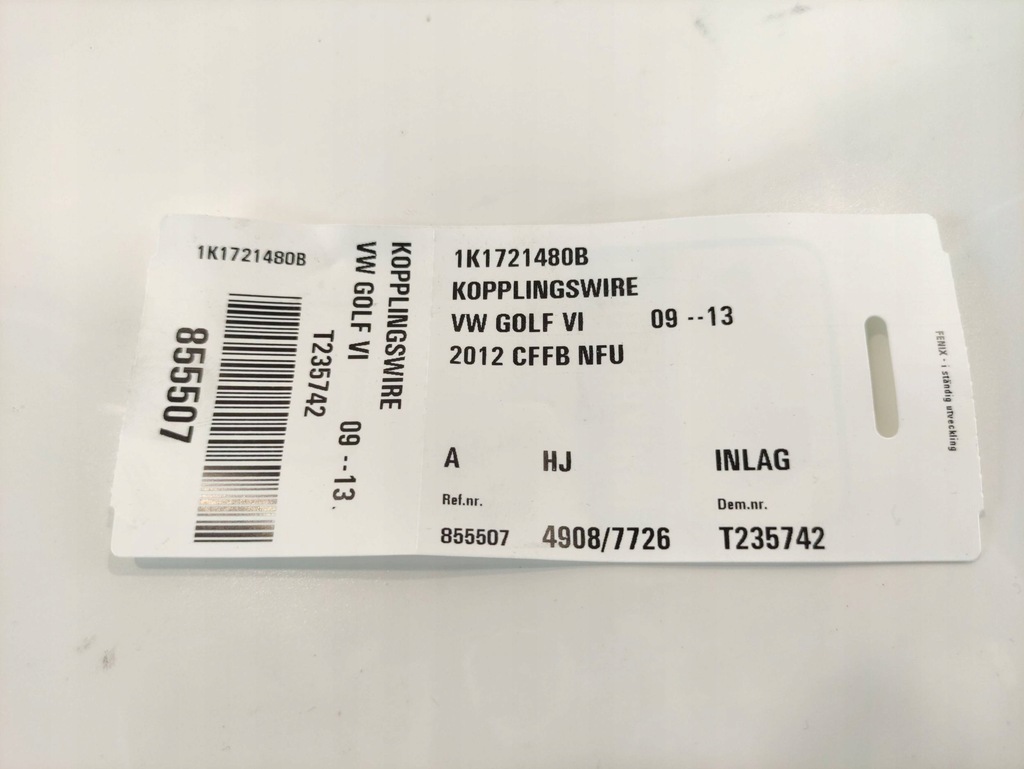 1K1721480B
855507
T235742
VW GOLF VI 09 --13.
KOPPLINGSWIRE
1K1721480B
KOPPLINGSWIRE
VW GOLF VI 09 --13
2012 CFFB NFU
A HJ INLAG
Ref.nr. Dem.nr.
855507 4908/7726 T235742
FENIX - i ständig utveckling